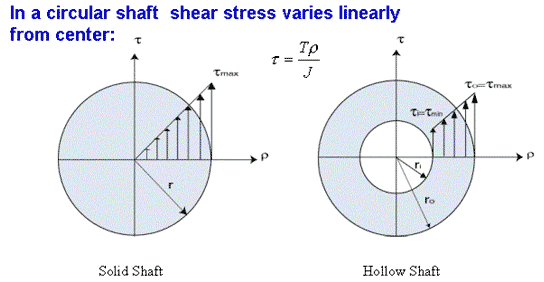 In a circular shaft shear stress varies linearly
from center:
τ
τ = Tρ / J
τ
τmax
τo=τmax
τi=τmin
ρ
ρ
r
ri
ro
Solid Shaft
Hollow Shaft